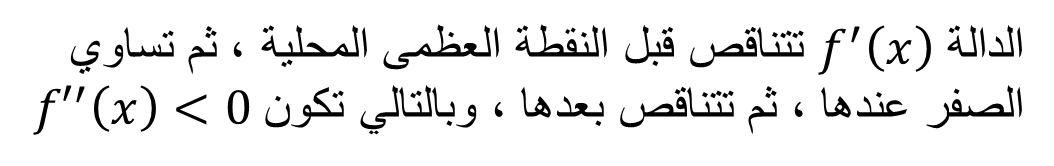 الدالة f′(x) تتناقص قبل النقطة العظمى المحلية ، ثم تساوي
الصفر عندها ، ثم تتناقص بعدها ، وبالتالي تكون f′′(x) < 0